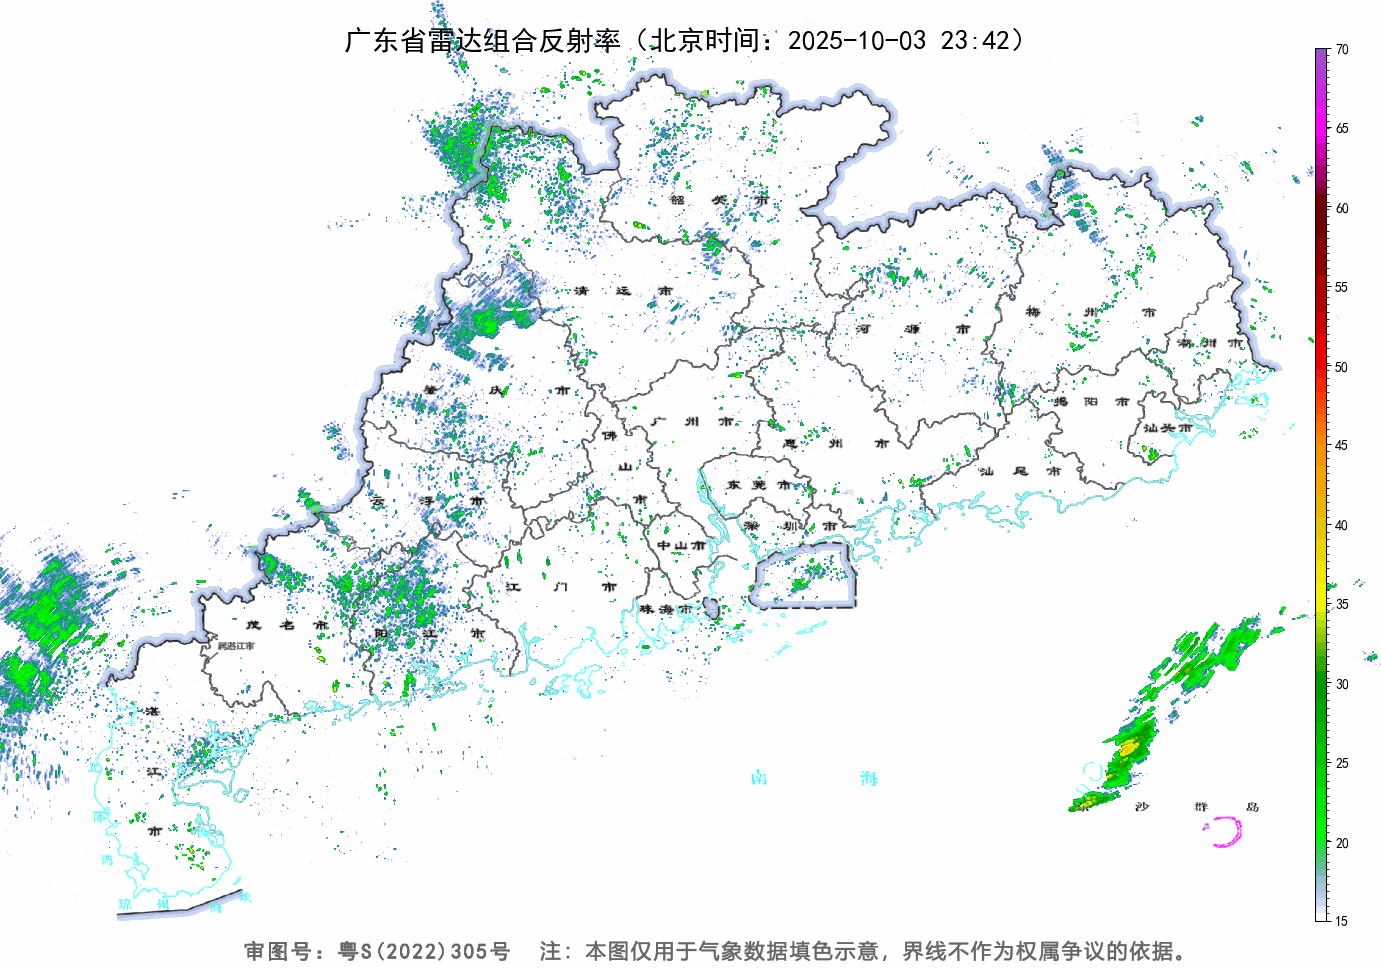 广东省雷达组合反射率（北京时间：2025-10-03 23:42）
70
65
60
55
50
45
40
35
30
25
20
15
韶 关 市
清 远 市
河 源 市
梅 州 市
潮 州 市
肇 庆 市
广 州 市
惠 州 市
揭 阳 市
汕头市
佛 山 市
东 莞 市
汕 尾 市
云 浮 市
深 圳 市
中山市
江 门 市
珠海市
茂 名 市
阳 江 市
属湛江市
湛 江 市
南 海
沙 群 岛
北 部 湾
琼 州 海 峡
审图号：粤S(2022)305号 注：本图仅用于气象数据填色示意，界线不作为权属争议的依据。